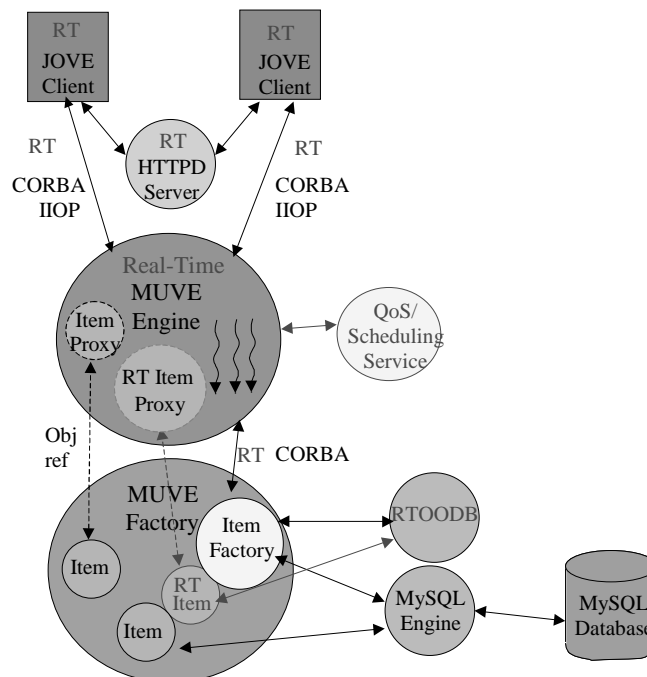 RT
JOVE
Client
RT
JOVE
Client
RT
RT
HTTPD
Server
RT
CORBA
IIOP
CORBA
IIOP
Real-Time
MUVE
Engine
Item
Proxy
RT Item
Proxy
QoS/
Scheduling
Service
Obj
ref
RT CORBA
MUVE
Factory
Item
Factory
RTOODB
Item
RT
Item
Item
MySQL
Engine
MySQL
Database